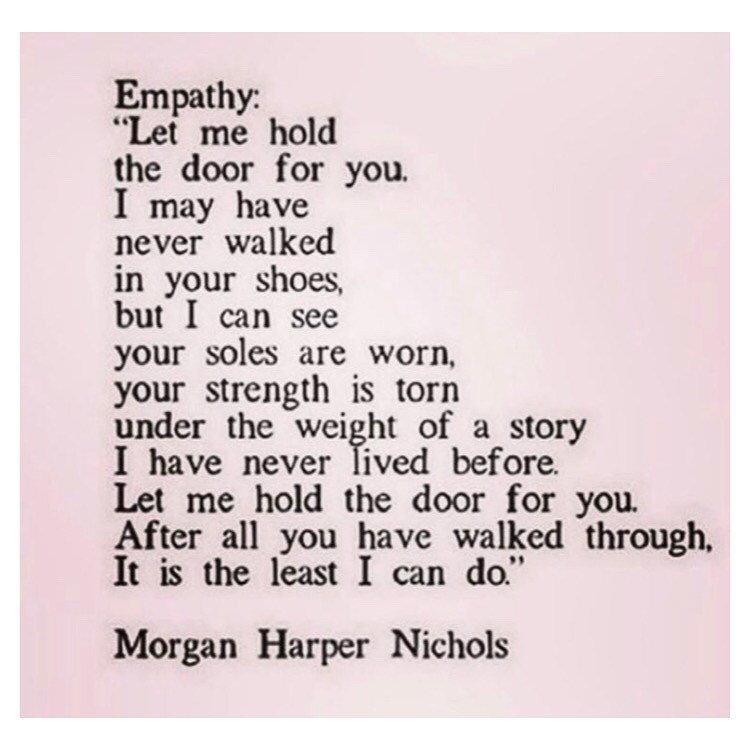 Empathy:
“Let me hold
the door for you.
I may have
never walked
in your shoes,
but I can see
your soles are worn,
your strength is torn
under the weight of a story
I have never lived before.
Let me hold the door for you.
After all you have walked through,
It is the least I can do.”
Morgan Harper Nichols